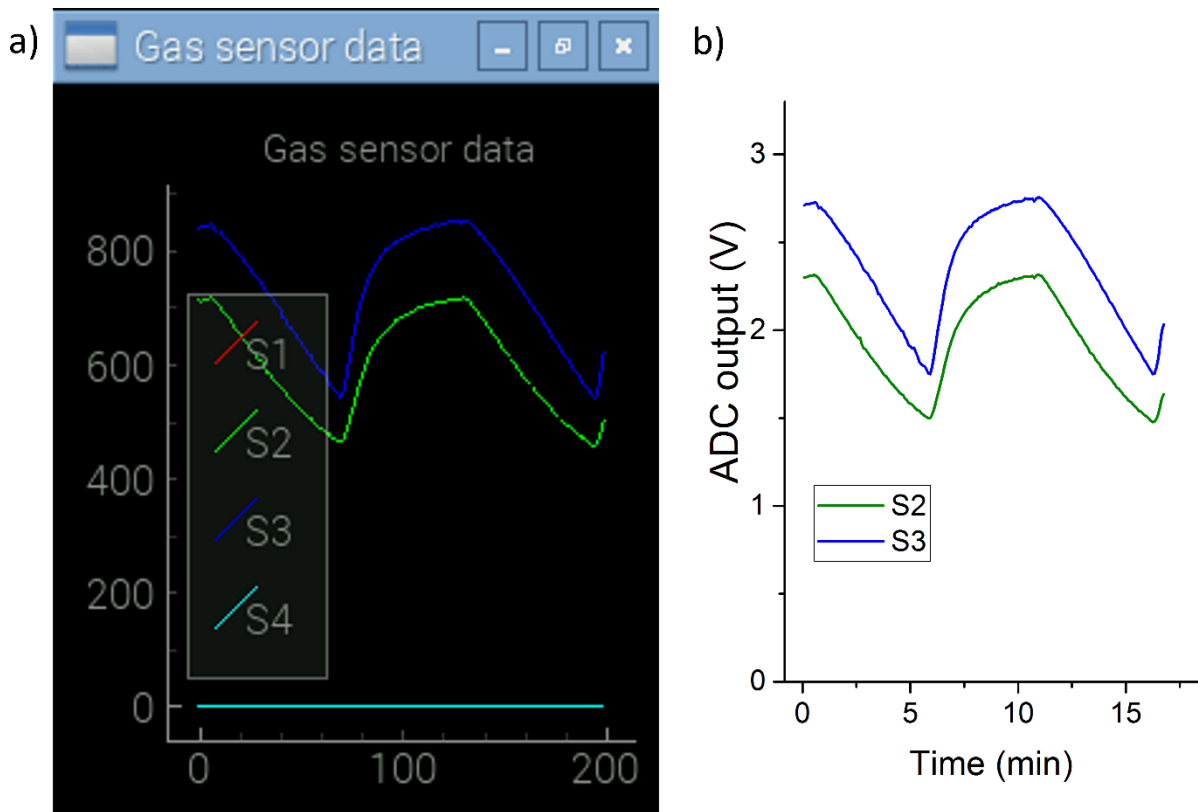 a)
Gas sensor data
Gas sensor data
800
600
400
200
0
S1
S2
S3
S4
0 100 200
b)
ADC output (V)
3
2
1
0
S2
S3
0 5 10 15
Time (min)